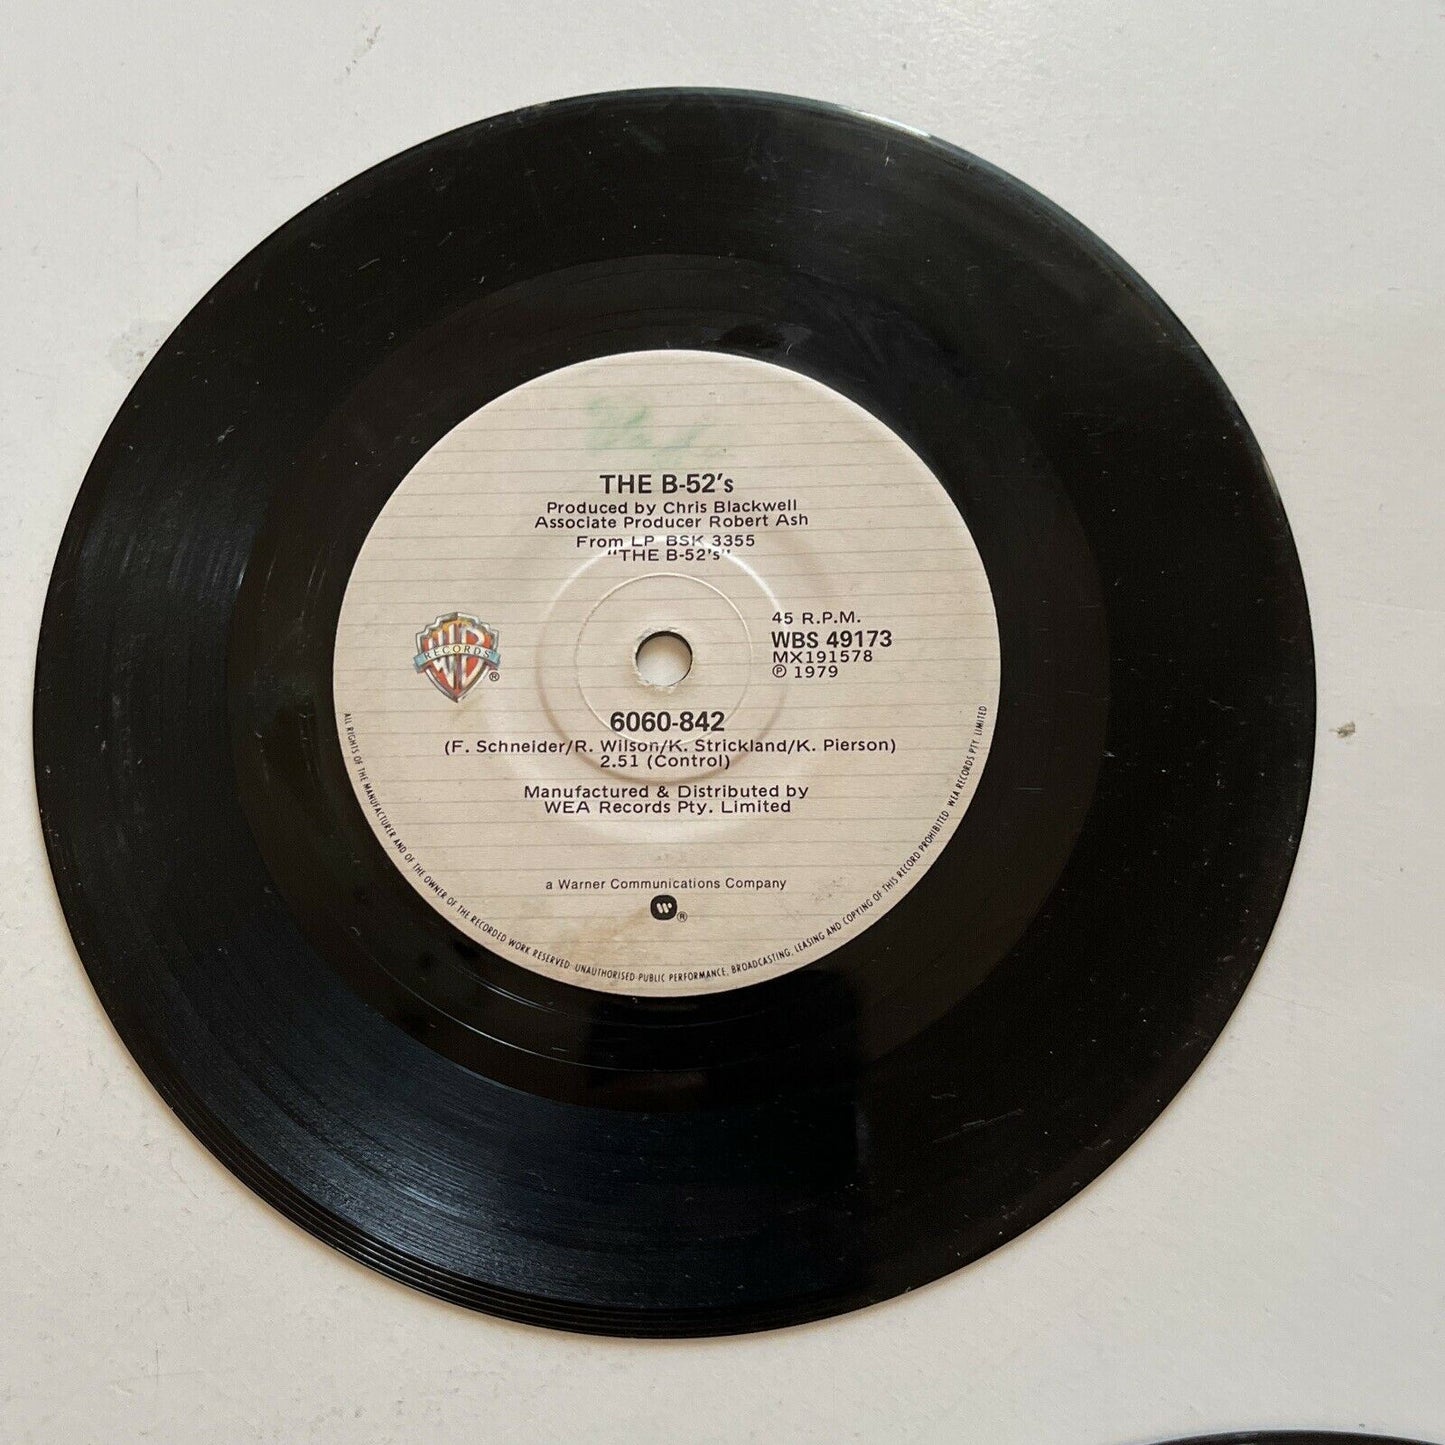 THE B-52's
Produced by Chris Blackwell
Associate Producer Robert Ash
From LP BSK 3355
"THE B-52's"
WB
RECORDS
®
45 R.P.M.
WBS 49173
MX191578
℗ 1979
6060-842
(F. Schneider/R. Wilson/K. Strickland/K. Pierson)
2.51 (Control)
Manufactured & Distributed by
WEA Records Pty. Limited
a Warner Communications Company
®
ALL RIGHTS OF THE MANUFACTURER AND OF THE OWNER OF THE RECORDED WORK RESERVED. UNAUTHORISED PUBLIC PERFORMANCE, BROADCASTING, LEASING AND COPYING OF THIS RECORD PROHIBITED. WEA RECORDS PTY. LIMITED